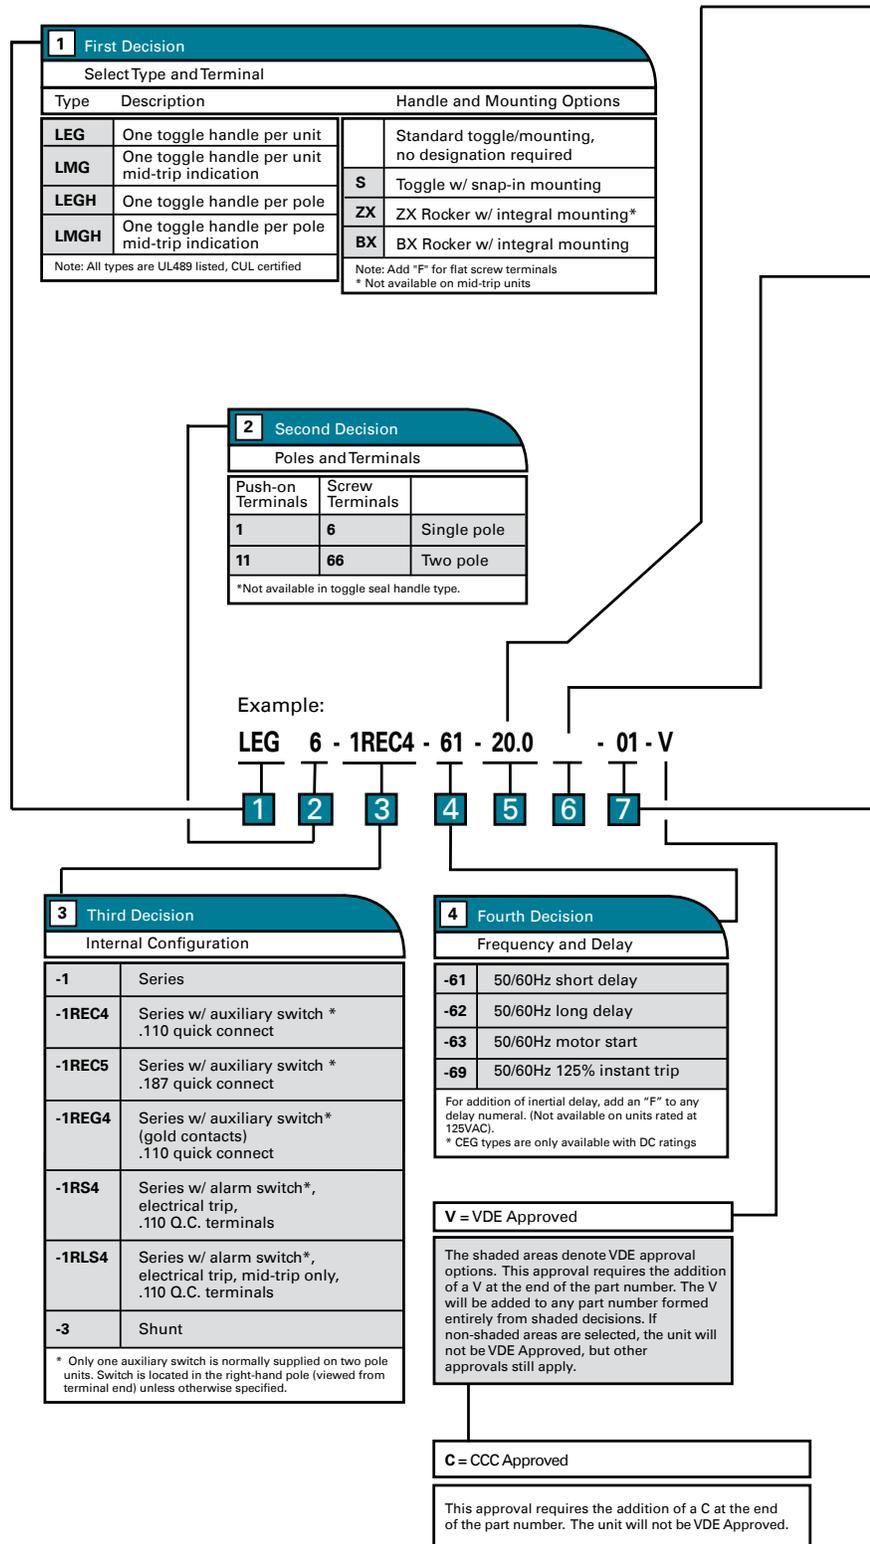 1 First Decision
Select Type and Terminal
Type Description Handle and Mounting Options
LEG One toggle handle per unit
LMG One toggle handle per unit
mid-trip indication
LEGH One toggle handle per pole
LMGH One toggle handle per pole
mid-trip indication
Note: All types are UL489 listed, CUL certified
Standard toggle/mounting,
no designation required
S Toggle w/ snap-in mounting
ZX ZX Rocker w/ integral mounting*
BX BX Rocker w/ integral mounting
Note: Add "F" for flat screw terminals
* Not available on mid-trip units
2 Second Decision
Poles and Terminals
Push-on Screw
Terminals Terminals
1 6 Single pole
11 66 Two pole
*Not available in toggle seal handle type.
Example:
LEG 6 - 1REC4 - 61 - 20.0 - 01 - V
1 2 3 4 5 6 7
3 Third Decision
Internal Configuration
-1 Series
-1REC4 Series w/ auxiliary switch *
.110 quick connect
-1REC5 Series w/ auxiliary switch *
.187 quick connect
-1REG4 Series w/ auxiliary switch*
(gold contacts)
.110 quick connect
-1RS4 Series w/ alarm switch*,
electrical trip,
.110 Q.C. terminals
-1RLS4 Series w/ alarm switch*,
electrical trip, mid-trip only,
.110 Q.C. terminals
-3 Shunt
* Only one auxiliary switch is normally supplied on two pole
units. Switch is located in the right-hand pole (viewed from
terminal end) unless otherwise specified.
4 Fourth Decision
Frequency and Delay
-61 50/60Hz short delay
-62 50/60Hz long delay
-63 50/60Hz motor start
-69 50/60Hz 125% instant trip
For addition of inertial delay, add an “F” to any
delay numeral. (Not available on units rated at
125VAC).
* CEG types are only available with DC ratings
V = VDE Approved
The shaded areas denote VDE approval
options. This approval requires the addition
of a V at the end of the part number. The V
will be added to any part number formed
entirely from shaded decisions. If
non-shaded areas are selected, the unit will
not be VDE Approved, but other
approvals still apply.
C = CCC Approved
This approval requires the addition of a C at the end
of the part number. The unit will not be VDE Approved.